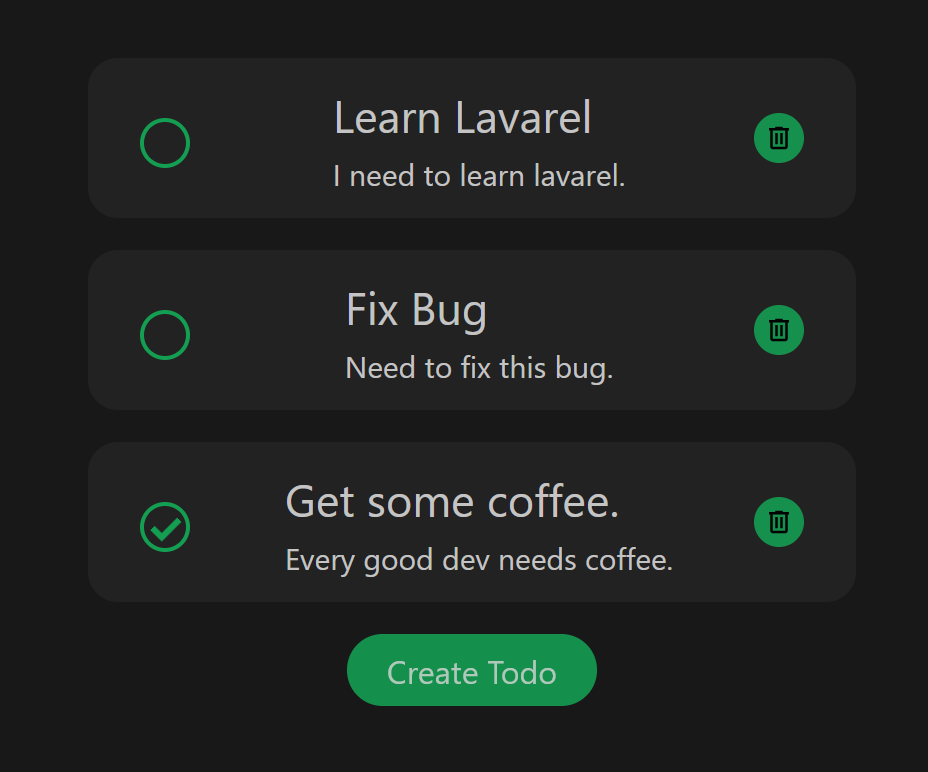 Learn Lavarel
I need to learn lavarel.
Fix Bug
Need to fix this bug.
Get some coffee.
Every good dev needs coffee.
Create Todo